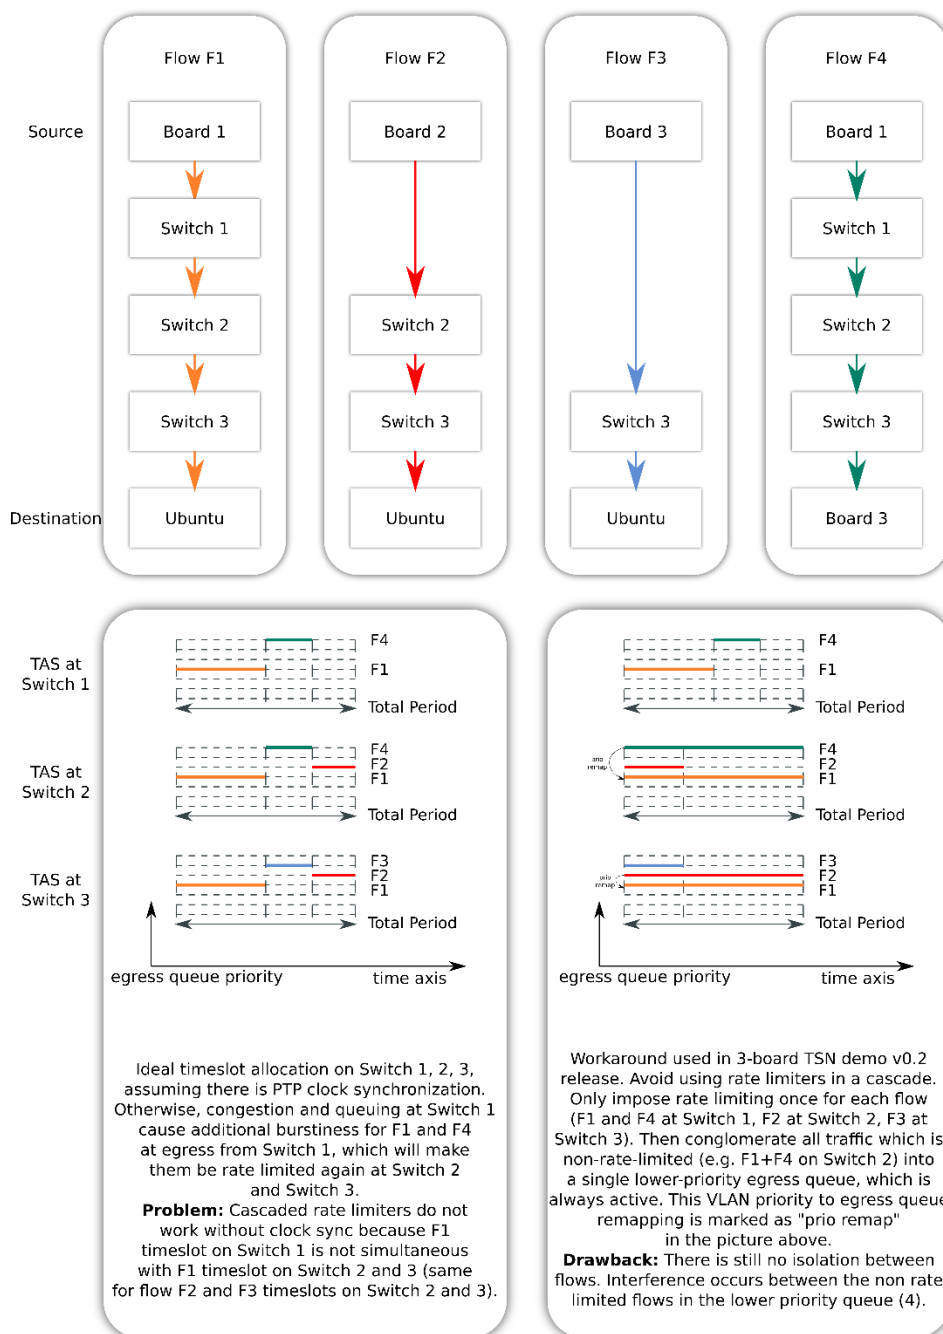 Flow F1
Flow F2
Flow F3
Flow F4
Source
Board 1
Board 2
Board 3
Board 1
Switch 1
Switch 1
Switch 2
Switch 2
Switch 2
Switch 3
Switch 3
Switch 3
Switch 3
Destination
Ubuntu
Ubuntu
Ubuntu
Board 3
TAS at
Switch 1
F4
F1
Total Period
F4
F1
Total Period
TAS at
Switch 2
F4
F2
F1
Total Period
prio
remap
F4
F2
F1
Total Period
TAS at
Switch 3
F3
F2
F1
Total Period
prio
remap
F3
F2
F1
Total Period
egress queue priority
time axis
egress queue priority
time axis
Ideal timeslot allocation on Switch 1, 2, 3,
assuming there is PTP clock synchronization.
Otherwise, congestion and queuing at Switch 1
cause additional burstiness for F1 and F4
at egress from Switch 1, which will make
them be rate limited again at Switch 2
and Switch 3.
Problem: Cascaded rate limiters do not
work without clock sync because F1
timeslot on Switch 1 is not simultaneous
with F1 timeslot on Switch 2 and 3 (same
for flow F2 and F3 timeslots on Switch 2 and 3).
Workaround used in 3-board TSN demo v0.2
release. Avoid using rate limiters in a cascade.
Only impose rate limiting once for each flow
(F1 and F4 at Switch 1, F2 at Switch 2, F3 at
Switch 3). Then conglomerate all traffic which is
non-rate-limited (e.g. F1+F4 on Switch 2) into
a single lower-priority egress queue, which is
always active. This VLAN priority to egress queue
remapping is marked as "prio remap"
in the picture above.
Drawback: There is still no isolation between
flows. Interference occurs between the non rate
limited flows in the lower priority queue (4).